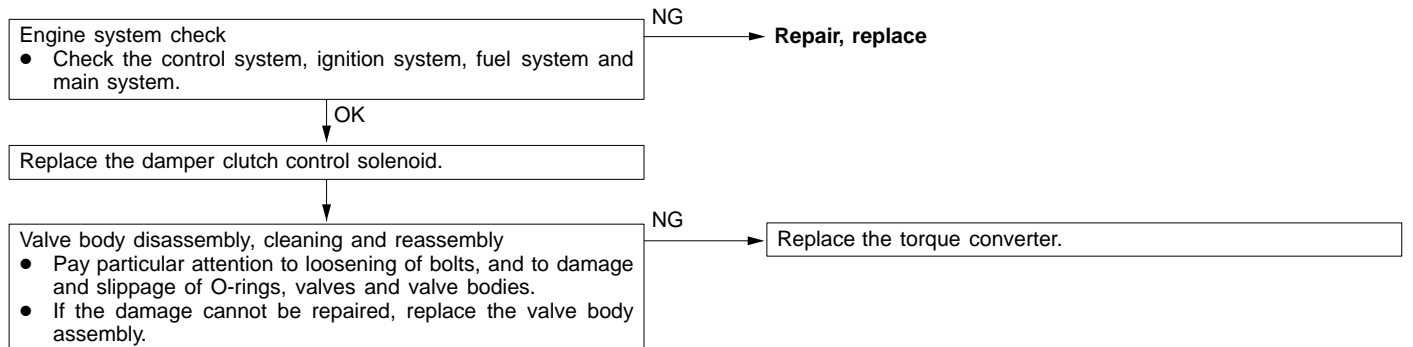 NG
Engine system check
Repair, replace
● Check the control system, ignition system, fuel system and
main system.
OK
Replace the damper clutch control solenoid.
NG
Valve body disassembly, cleaning and reassembly
Replace the torque converter.
● Pay particular attention to loosening of bolts, and to damage
and slippage of O-rings, valves and valve bodies.
● If the damage cannot be repaired, replace the valve body
assembly.